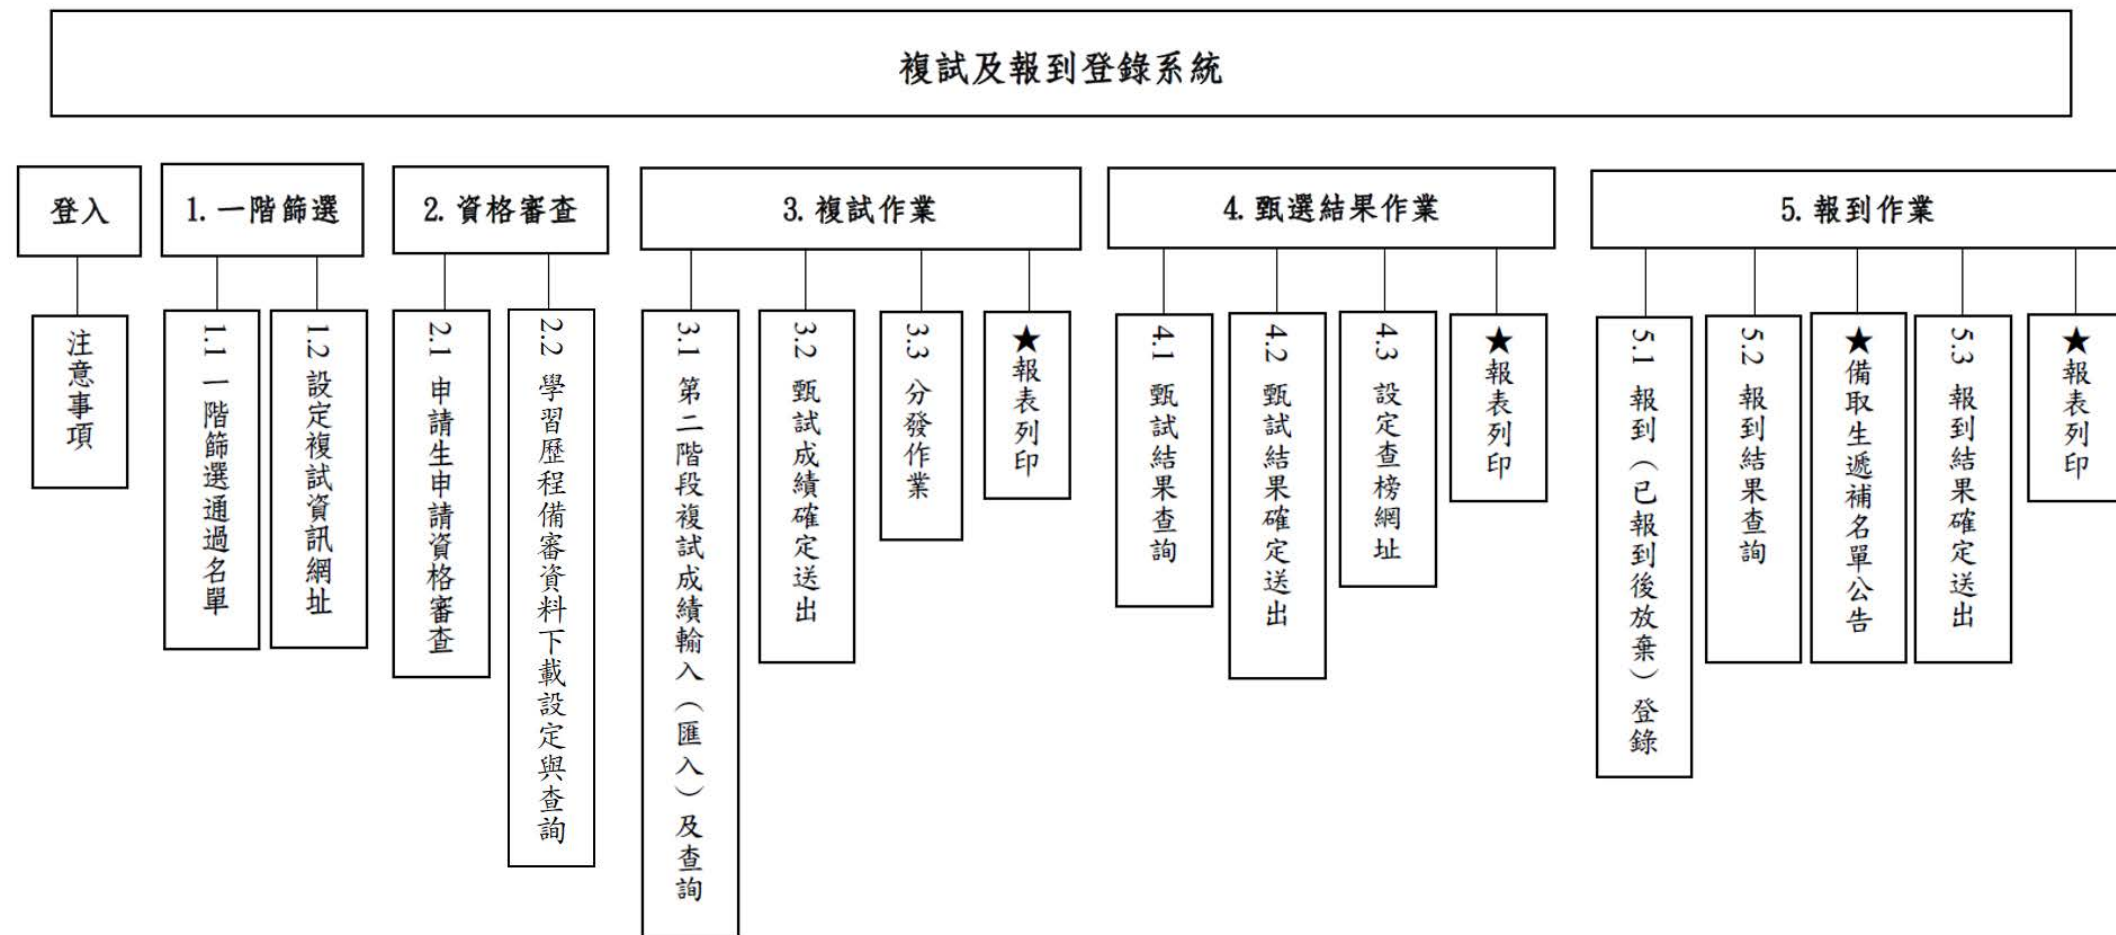 複試及報到登錄系統
登入
1. 一階篩選
2. 資格審查
3. 複試作業
4. 甄選結果作業
5. 報到作業
注意事項
1.1 一階篩選通過名單
1.2 設定複試資訊網址
2.1 申請生申請資格審查
2.2 學習歷程備審資料下載設定與查詢
3.1 第二階段複試成績輸入（匯入）及查詢
3.2 甄試成績確定送出
3.3 分發作業
★報表列印
4.1 甄試結果查詢
4.2 甄試結果確定送出
4.3 設定查榜網址
★報表列印
5.1 報到（已報到後放棄）登錄
5.2 報到結果查詢
★備取生遞補名單公告
5.3 報到結果確定送出
★報表列印